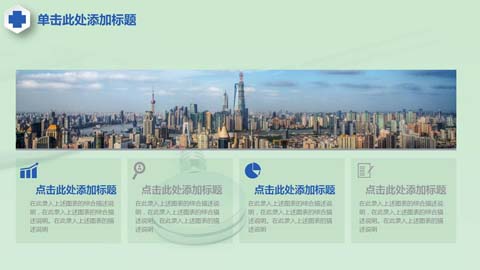 单击此处添加标题
点击此处添加标题
在此录入上述图表的综合描述说
明，在此录入上述图表的综合描
述说明，在此录入上述图表的描
述说明
点击此处添加标题
在此录入上述图表的综合描述说
明，在此录入上述图表的综合描
述说明，在此录入上述图表的描
述说明
点击此处添加标题
在此录入上述图表的综合描述说
明，在此录入上述图表的综合描
述说明，在此录入上述图表的描
述说明
点击此处添加标题
在此录入上述图表的综合描述说
明，在此录入上述图表的综合描
述说明，在此录入上述图表的描
述说明